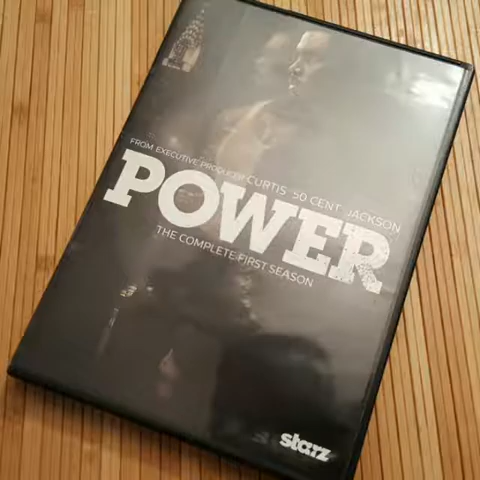 FROM EXECUTIVE PRODUCER CURTIS "50 CENT" JACKSON
POWER
THE COMPLETE FIRST SEASON
starz